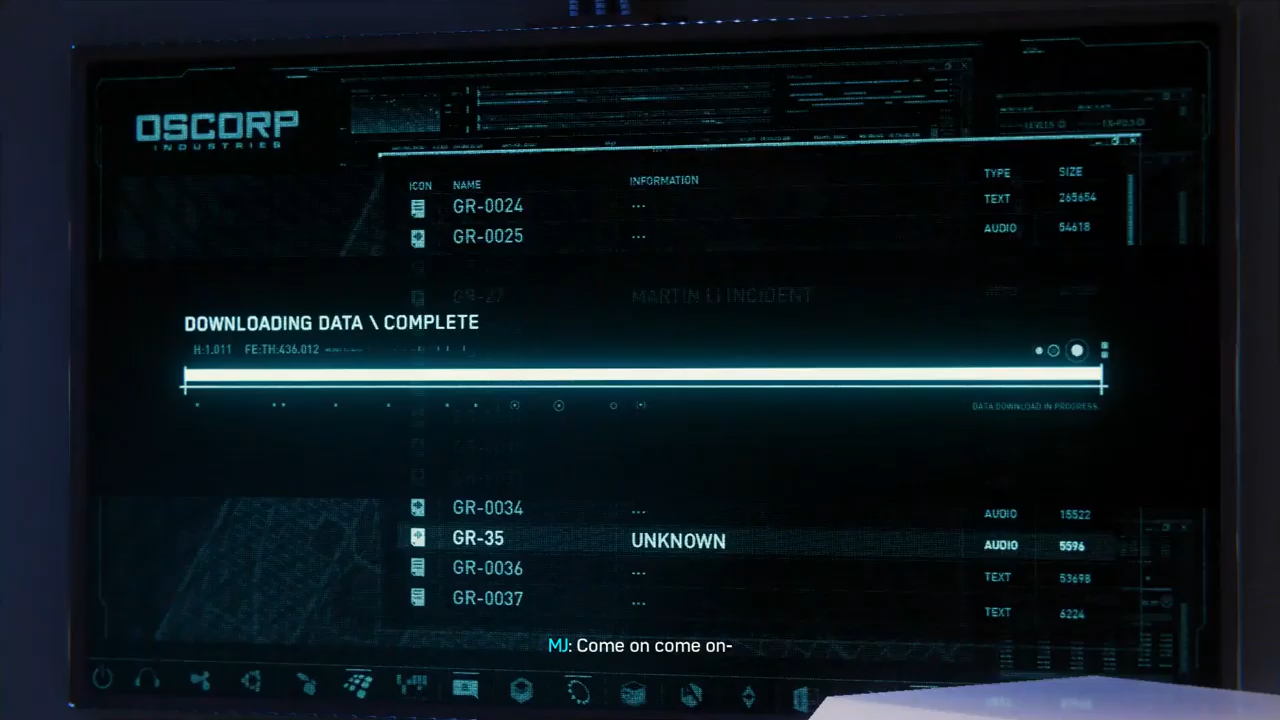 OSCORP
INDUSTRIES
ICON NAME INFORMATION TYPE SIZE
GR-0024 ... TEXT 265654
GR-0025 ... AUDIO 54618
GR-27 MARTIN LI INCIDENT
DOWNLOADING DATA \ COMPLETE
H:1.011 FE:TH:436.012
DATA DOWNLOAD IN PROGRESS
GR-0034 ... AUDIO 15522
GR-35 UNKNOWN AUDIO 5596
GR-0036 ... TEXT 53698
GR-0037 ... TEXT 6224
MJ: Come on come on-